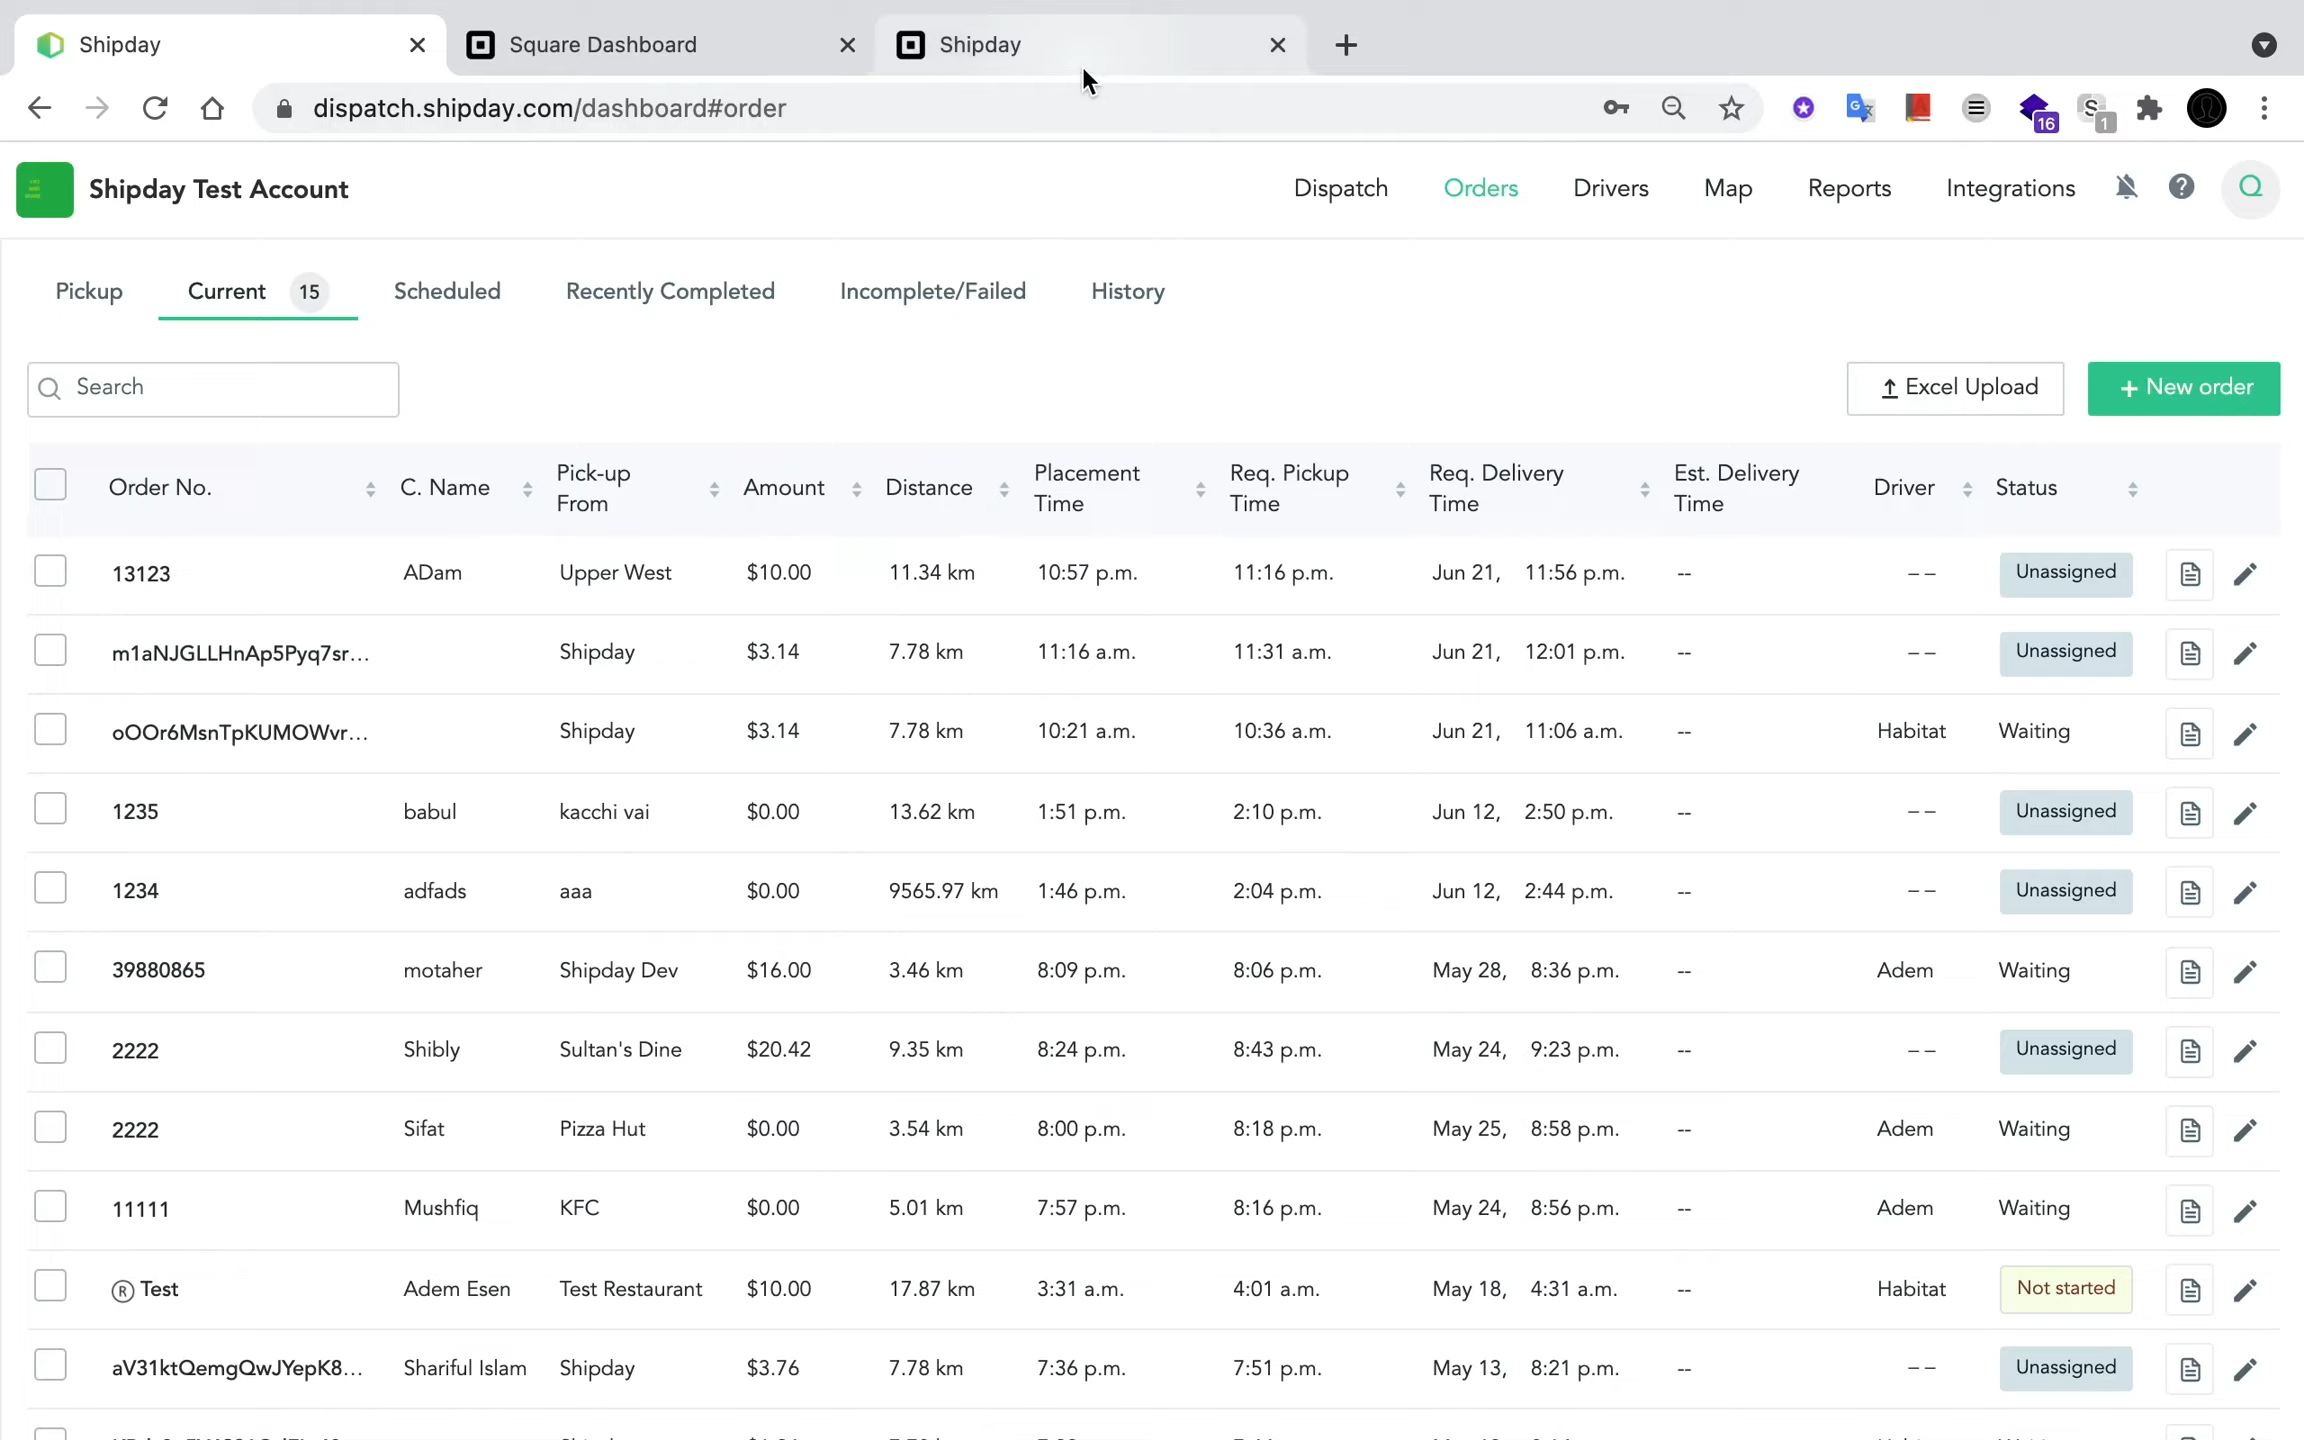 Shipday
Square Dashboard
Shipday
dispatch.shipday.com/dashboard#order
16
1
Shipday Test Account
Dispatch
Orders
Drivers
Map
Reports
Integrations
Pickup
Current 15
Scheduled
Recently Completed
Incomplete/Failed
History
Search
Excel Upload
+ New order
Order No. C. Name Pick-up From Amount Distance Placement Time Req. Pickup Time Req. Delivery Time Est. Delivery Time Driver Status
13123 ADam Upper West $10.00 11.34 km 10:57 p.m. 11:16 p.m. Jun 21, 11:56 p.m. -- -- Unassigned
m1aNJGLLHnAp5Pyq7sr... Shipday $3.14 7.78 km 11:16 a.m. 11:31 a.m. Jun 21, 12:01 p.m. -- -- Unassigned
oOOr6MsnTpKUMOWvr... Shipday $3.14 7.78 km 10:21 a.m. 10:36 a.m. Jun 21, 11:06 a.m. -- Habitat Waiting
1235 babul kacchi vai $0.00 13.62 km 1:51 p.m. 2:10 p.m. Jun 12, 2:50 p.m. -- -- Unassigned
1234 adfads aaa $0.00 9565.97 km 1:46 p.m. 2:04 p.m. Jun 12, 2:44 p.m. -- -- Unassigned
39880865 motaher Shipday Dev $16.00 3.46 km 8:09 p.m. 8:06 p.m. May 28, 8:36 p.m. -- Adem Waiting
2222 Shibly Sultan's Dine $20.42 9.35 km 8:24 p.m. 8:43 p.m. May 24, 9:23 p.m. -- -- Unassigned
2222 Sifat Pizza Hut $0.00 3.54 km 8:00 p.m. 8:18 p.m. May 25, 8:58 p.m. -- Adem Waiting
11111 Mushfiq KFC $0.00 5.01 km 7:57 p.m. 8:16 p.m. May 24, 8:56 p.m. -- Adem Waiting
® Test Adem Esen Test Restaurant $10.00 17.87 km 3:31 a.m. 4:01 a.m. May 18, 4:31 a.m. -- Habitat Not started
aV31ktQemgQwJYepK8... Shariful Islam Shipday $3.76 7.78 km 7:36 p.m. 7:51 p.m. May 13, 8:21 p.m. -- -- Unassigned